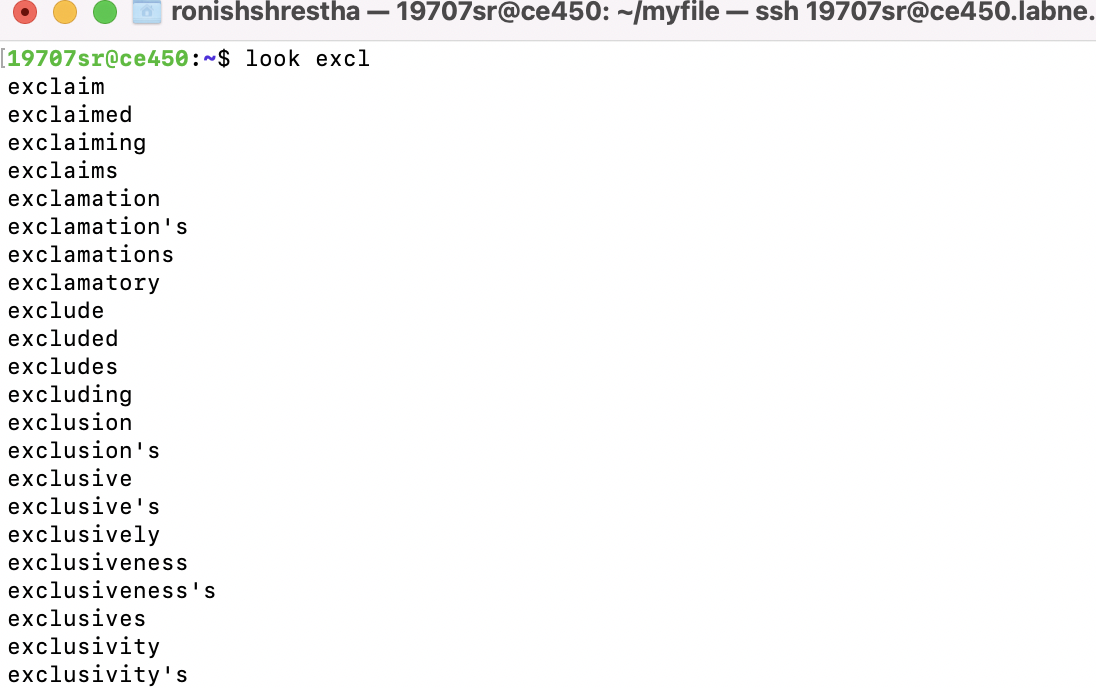 ronishshrestha — 19707sr@ce450: ~/myfile — ssh 19707sr@ce450.labne.
[19707sr@ce450:~$ look excl
exclaim
exclaimed
exclaiming
exclaims
exclamation
exclamation's
exclamations
exclamatory
exclude
excluded
excludes
excluding
exclusion
exclusion's
exclusive
exclusive's
exclusively
exclusiveness
exclusiveness's
exclusives
exclusivity
exclusivity's